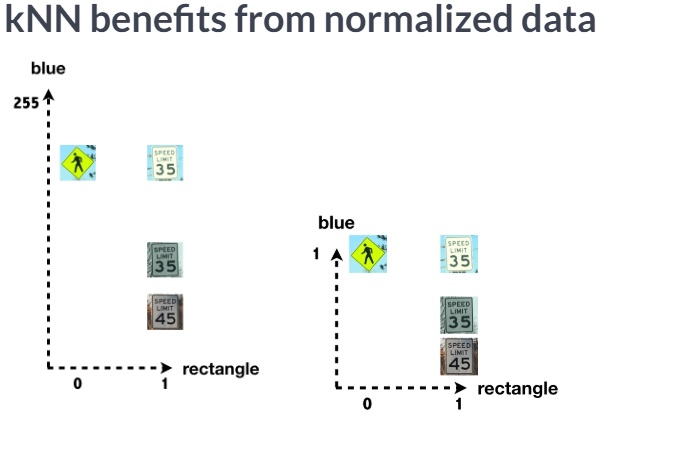 kNN benefits from normalized data
blue
255
SPEED
LIMIT
35
SPEED
LIMIT
35
SPEED
LIMIT
45
rectangle
0
1
blue
1
SPEED
LIMIT
35
SPEED
LIMIT
35
SPEED
LIMIT
45
rectangle
0
1